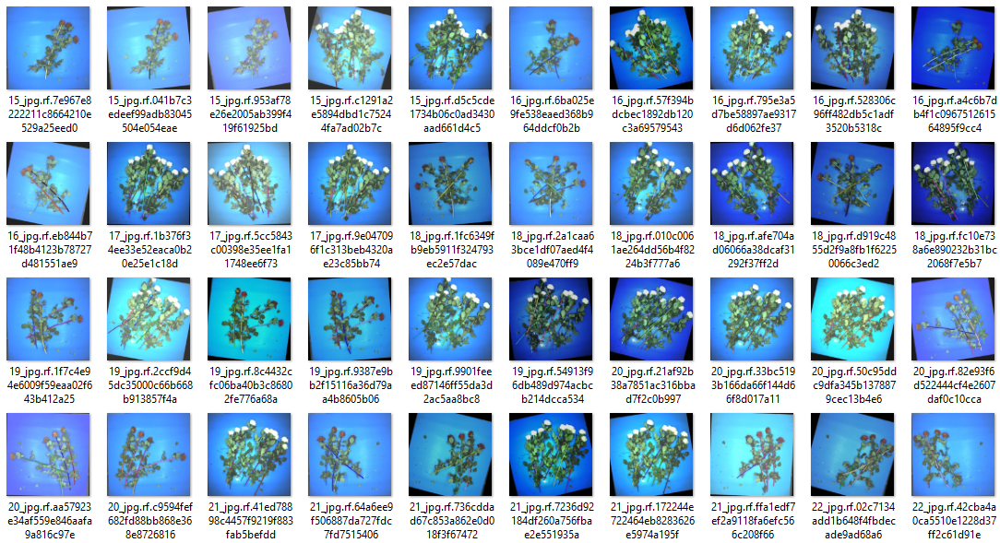 15_jpg.rf.7e967e8
222211c8664210e
529a25eed0
15_jpg.rf.041b7c3
edeef99adb83045
504e054eae
15_jpg.rf.953af78
e26e2005ab399f4
19f61925bd
15_jpg.rf.c1291a2
e5894dbd1c7524
4fa7ad02b7c
15_jpg.rf.d5c5cde
1734b06c0ad3430
aad661d4c5
16_jpg.rf.6ba025e
9fe538eaed368b9
64ddcf0b2b
16_jpg.rf.57f394b
dcbec1892db120
c3a69579543
16_jpg.rf.795e3a5
d7be58897ae9317
d6d062fe37
16_jpg.rf.528306c
96ff482db5c1adf
3520b5318c
16_jpg.rf.a4c6b7d
b4f1c0967512615
64895f9cc4
16_jpg.rf.eb844b7
1f48b4123b78727
d481551ae9
17_jpg.rf.1b376f3
34ee33e52eaca0b2
0e25e1c18d
17_jpg.rf.5cc5843
c00398e35ee1fa1
1748ee6f73
17_jpg.rf.9e04709
6f1c313beb4320a
e23c85bb74
18_jpg.rf.1fc6349f
b9eb5911f324793
ec2e57dac
18_jpg.rf.2a1caa6
3bce1df07aed4f4
089e470ff9
18_jpg.rf.010c006
1ae264dd56b4f82
24b3f777a6
18_jpg.rf.afe704a
d06066a38dcaf31
292f37ff2d
18_jpg.rf.d919c48
55d2f9a8fb1f6225
0066c3ed2
18_jpg.rf.fc10e73
8a6e890232b31bc
2068f7e5b7
19_jpg.rf.1f7c4e9
4e6009f59eaa02f6
43b412a25
19_jpg.rf.2ccf9d4
5dc35000c66b668
b913857f4a
19_jpg.rf.8c4432c
fc06ba40b3c8680
2fe776a68a
19_jpg.rf.9387e9b
b2f15116a36d79a
a4b8605b06
19_jpg.rf.9901fee
ed87146ff55da3d
2ac5aa8bc8
19_jpg.rf.54913f9
6db489d974acbc
b214dcca534
20_jpg.rf.21af92b
38a7851ac316bba
d7f2c0b997
20_jpg.rf.33bc519
3b166da66f144d6
6f8d017a11
20_jpg.rf.50c95dd
c9dfa345b137887
9cec13b4e6
20_jpg.rf.82e93f6
d522444cf4e2607
daf0c10cca
20_jpg.rf.aa57923
e34af559e846aafa
9a816c97e
20_jpg.rf.c9594fef
682fd88bb868e36
8e8726816
21_jpg.rf.41ed788
98c4457f9219f883
fab5befdd
21_jpg.rf.64a6ee9
f506887da727fdc
7fd7515406
21_jpg.rf.736cdda
d67c853a862e0d0
18f3f67472
21_jpg.rf.7236d92
184df260a756fba
e2e551935a
21_jpg.rf.172244e
722464eb8283626
e5974a195f
21_jpg.rf.ffa1edf7
ef2a9118fa6efc56
6c208f66
22_jpg.rf.02c7134
add1b648f4fbdec
ade9ad68a6
22_jpg.rf.42cba4a
0ca5510e1228d37
ff2c61d91e